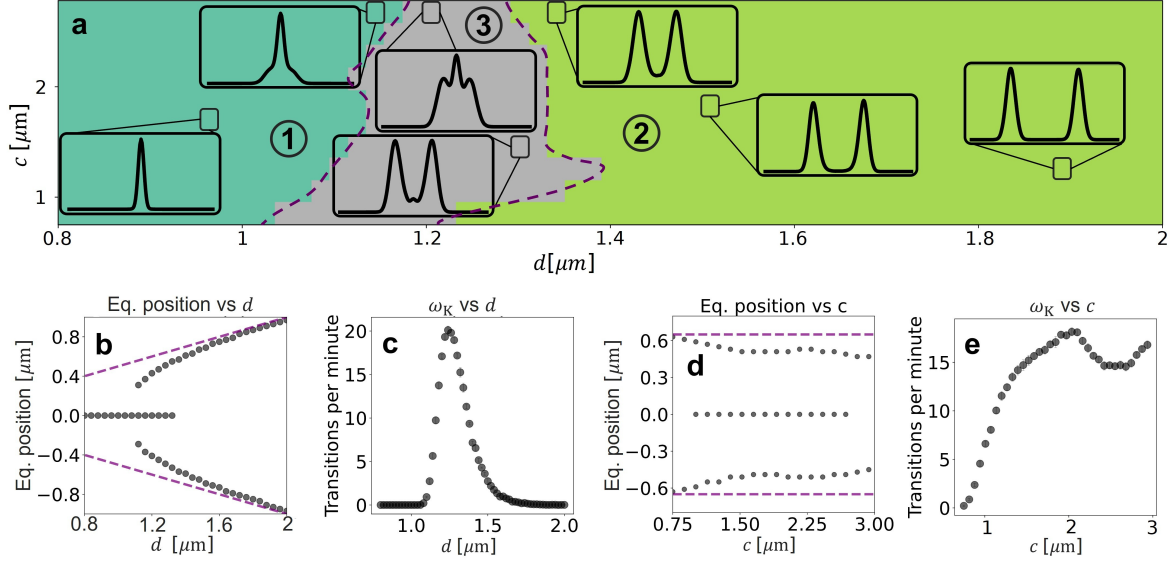 a
3
2
1
1
2
c [μm]
0.8
1
1.2
1.4
1.6
1.8
2
d[μm]
Eq. position vs d
b
0.8
0.4
0.0
−0.4
−0.8
Eq. position [μm]
0.8
1.2
1.6
2
d [μm]
ωK vs d
c
20
15
10
5
0
Transitions per minute
1.0
1.5
2.0
d [μm]
Eq. position vs c
d
0.6
0.3
0.0
−0.3
−0.6
Eq. position [μm]
0.75
1.50
2.25
3.00
c [μm]
ωK vs c
e
15
10
5
0
Transitions per minute
1
2
3
c [μm]